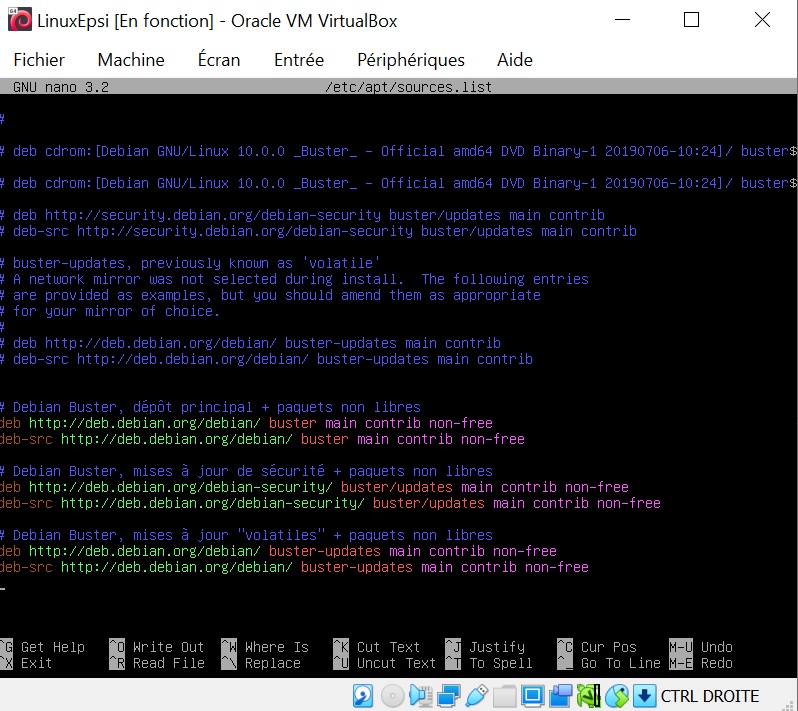 LinuxEpsi [En fonction] - Oracle VM VirtualBox
Fichier Machine Écran Entrée Périphériques Aide
GNU nano 3.2 /etc/apt/sources.list
#
# deb cdrom:[Debian GNU/Linux 10.0.0 _Buster_ - Official amd64 DVD Binary-1 20190706-10:24]/ buster$
# deb cdrom:[Debian GNU/Linux 10.0.0 _Buster_ - Official amd64 DVD Binary-1 20190706-10:24]/ buster$
# deb http://security.debian.org/debian-security buster/updates main contrib
# deb-src http://security.debian.org/debian-security buster/updates main contrib
# buster-updates, previously known as 'volatile'
# A network mirror was not selected during install.  The following entries
# are provided as examples, but you should amend them as appropriate
# for your mirror of choice.
#
# deb http://deb.debian.org/debian/ buster-updates main contrib
# deb-src http://deb.debian.org/debian/ buster-updates main contrib
# Debian Buster, dépôt principal + paquets non libres
deb http://deb.debian.org/debian/ buster main contrib non-free
deb-src http://deb.debian.org/debian/ buster main contrib non-free
# Debian Buster, mises à jour de sécurité + paquets non libres
deb http://deb.debian.org/debian-security/ buster/updates main contrib non-free
deb-src http://deb.debian.org/debian-security/ buster/updates main contrib non-free
# Debian Buster, mises à jour "volatiles" + paquets non libres
deb http://deb.debian.org/debian/ buster-updates main contrib non-free
deb-src http://deb.debian.org/debian/ buster-updates main contrib non-free
^G Get Help ^O Write Out ^W Where Is ^K Cut Text ^J Justify ^C Cur Pos M-U Undo
^X Exit ^R Read File ^\ Replace ^U Uncut Text ^T To Spell ^_ Go To Line M-E Redo
CTRL DROITE